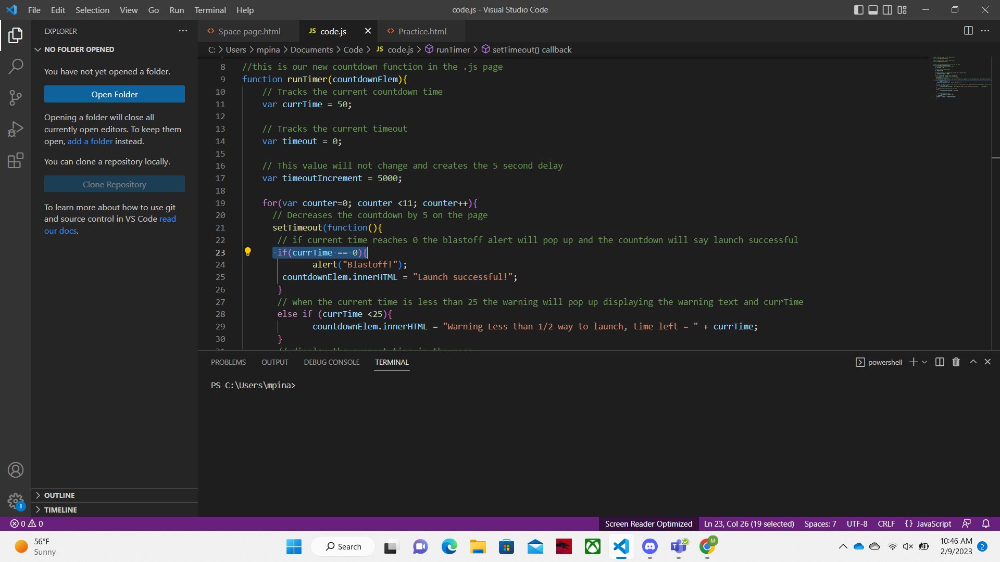 File Edit Selection View Go Run Terminal Help
code.js - Visual Studio Code
EXPLORER
NO FOLDER OPENED
You have not yet opened a folder.
Open Folder
Opening a folder will close all
currently open editors. To keep them
open, add a folder instead.
You can clone a repository locally.
Clone Repository
To learn more about how to use git
and source control in VS Code read
our docs.
OUTLINE
TIMELINE
1
Space page.html
JS code.js
Practice.html
C: > Users > mpina > Documents > Code > JS code.js > runTimer > setTimeout() callback
8 //this is our new countdown function in the .js page
9 function runTimer(countdownElem){
10 // Tracks the current countdown time
11 var currTime = 50;
12
13 // Tracks the current timeout
14 var timeout = 0;
15
16 // This value will not change and creates the 5 second delay
17 var timeoutIncrement = 5000;
18
19 for(var counter=0; counter <11; counter++){
20 // Decreases the countdown by 5 on the page
21 setTimeout(function(){
22 // if current time reaches 0 the blastoff alert will pop up and the countdown will say launch successful
23 if(currTime == 0){
24 alert("Blastoff!");
25 countdownElem.innerHTML = "Launch successful!";
26 }
27 // when the current time is less than 25 the warning will pop up displaying the warning text and currTime
28 else if (currTime <25){
29 countdownElem.innerHTML = "Warning Less than 1/2 way to launch, time left = " + currTime;
30 }
31 // display the current time in the page
PROBLEMS OUTPUT DEBUG CONSOLE TERMINAL
powershell
PS C:\Users\mpina>
0 0
Screen Reader Optimized Ln 23, Col 26 (19 selected) Spaces: 7 UTF-8 CRLF {} JavaScript
56°F
Sunny
Search
M
10:46 AM
2/9/2023
2